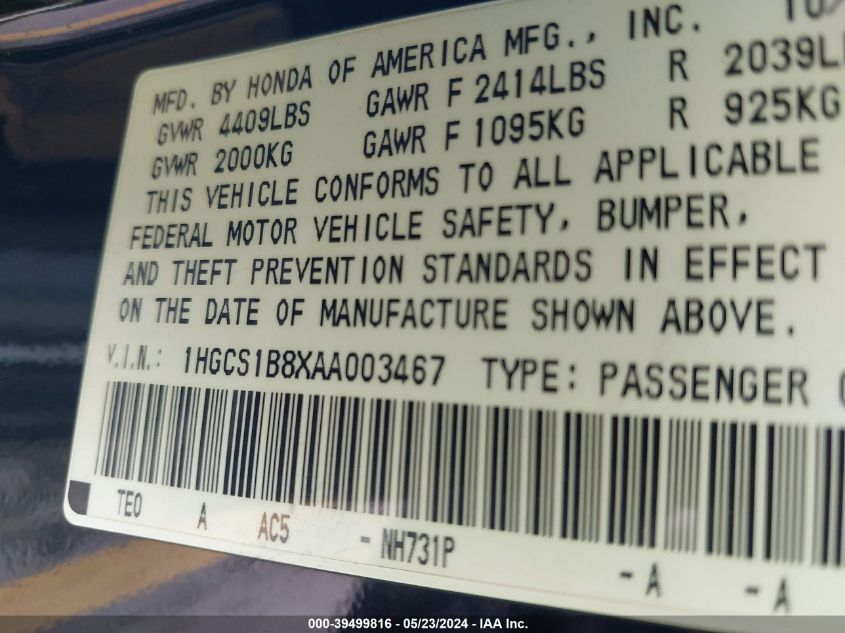 MFD. BY HONDA OF AMERICA MFG., INC. 10
GVWR 4409LBS GAWR F 2414LBS R 2039L
GVWR 2000KG GAWR F 1095KG R 925KG
THIS VEHICLE CONFORMS TO ALL APPLICABLE
FEDERAL MOTOR VEHICLE SAFETY, BUMPER,
AND THEFT PREVENTION STANDARDS IN EFFECT
ON THE DATE OF MANUFACTURE SHOWN ABOVE.
V.I.N.: 1HGCS1B8XAA003467 TYPE: PASSENGER
TE0 A AC5 - NH731P - A - A
000-39499816 - 05/23/2024 - IAA Inc.